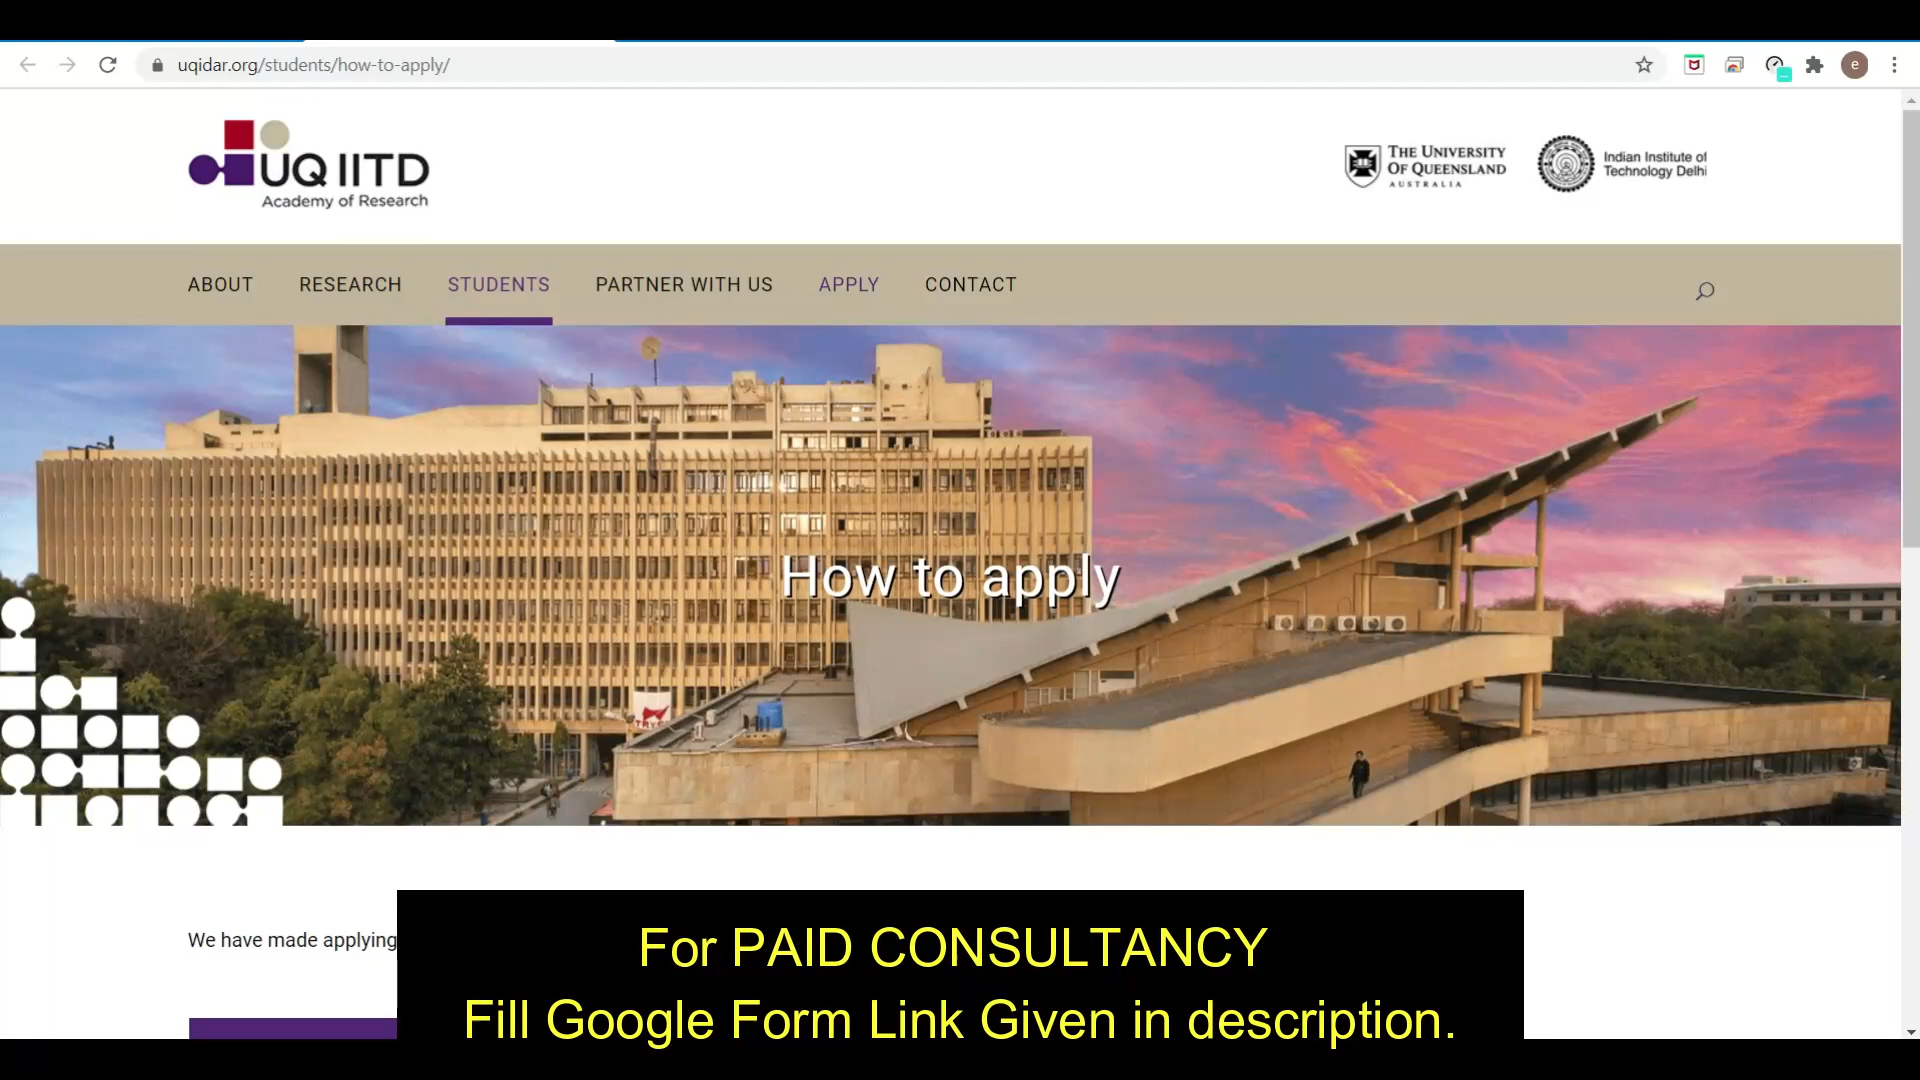 uqidar.org/students/how-to-apply/
e
UQ IITD
Academy of Research
THE UNIVERSITY
OF QUEENSLAND
AUSTRALIA
Indian Institute of
Technology Delhi
ABOUT RESEARCH STUDENTS PARTNER WITH US APPLY CONTACT
How to apply
We have made applying
For PAID CONSULTANCY
Fill Google Form Link Given in description.